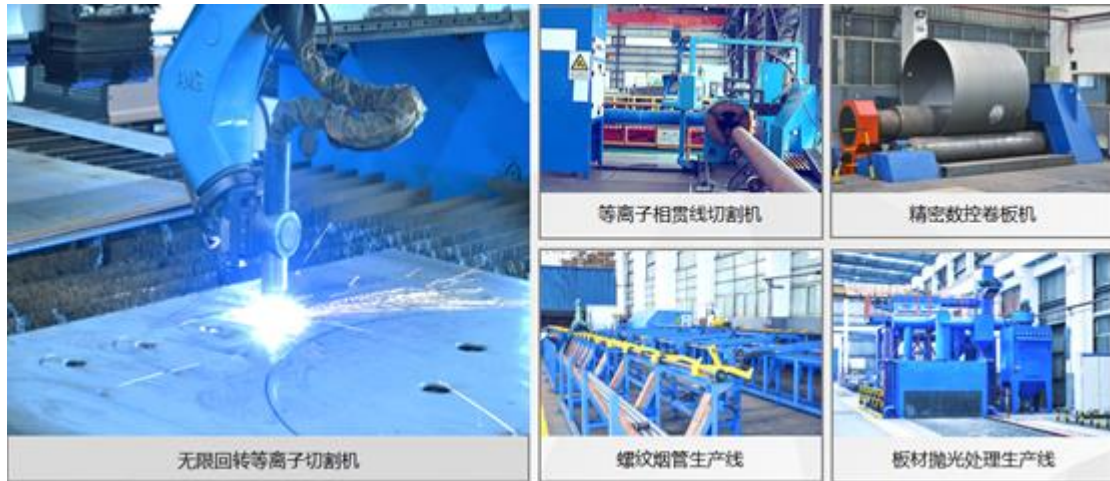 等离子相贯线切割机
精密数控卷板机
无限回转等离子切割机
螺纹烟管生产线
板材抛光处理生产线